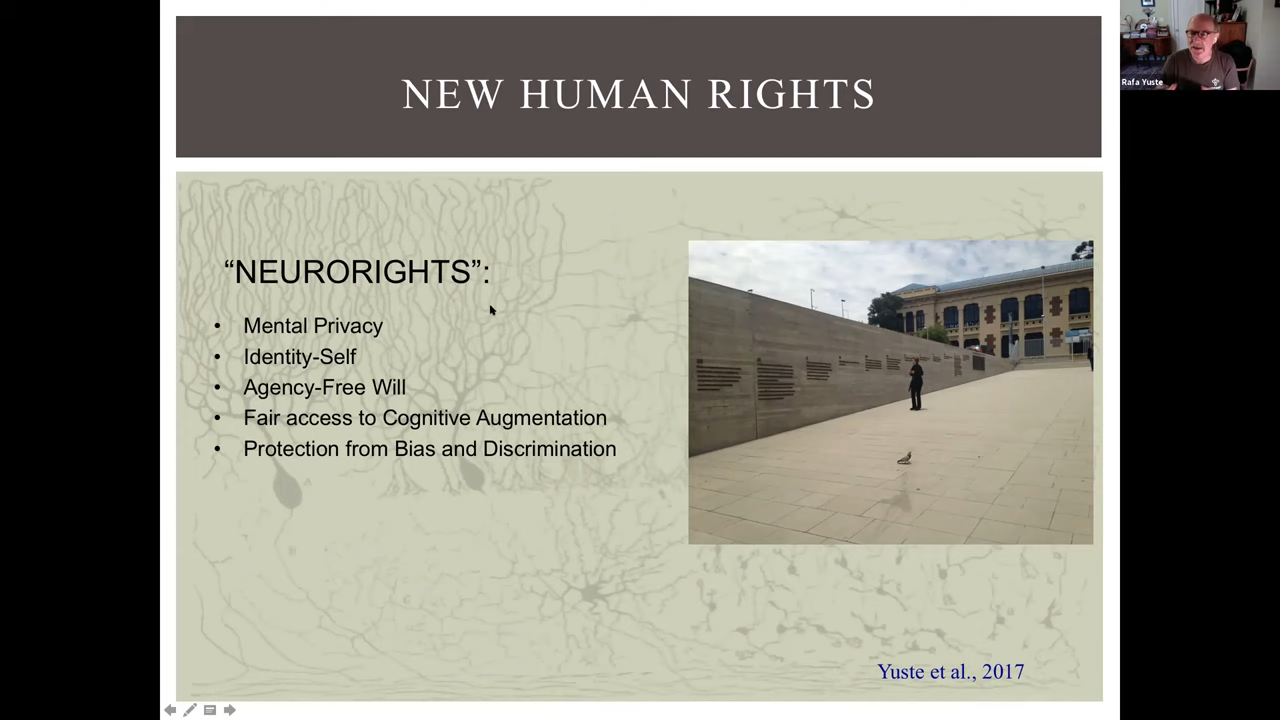 NEW HUMAN RIGHTS
Rafa Yuste
“NEURORIGHTS”:
• Mental Privacy
• Identity-Self
• Agency-Free Will
• Fair access to Cognitive Augmentation
• Protection from Bias and Discrimination
Yuste et al., 2017